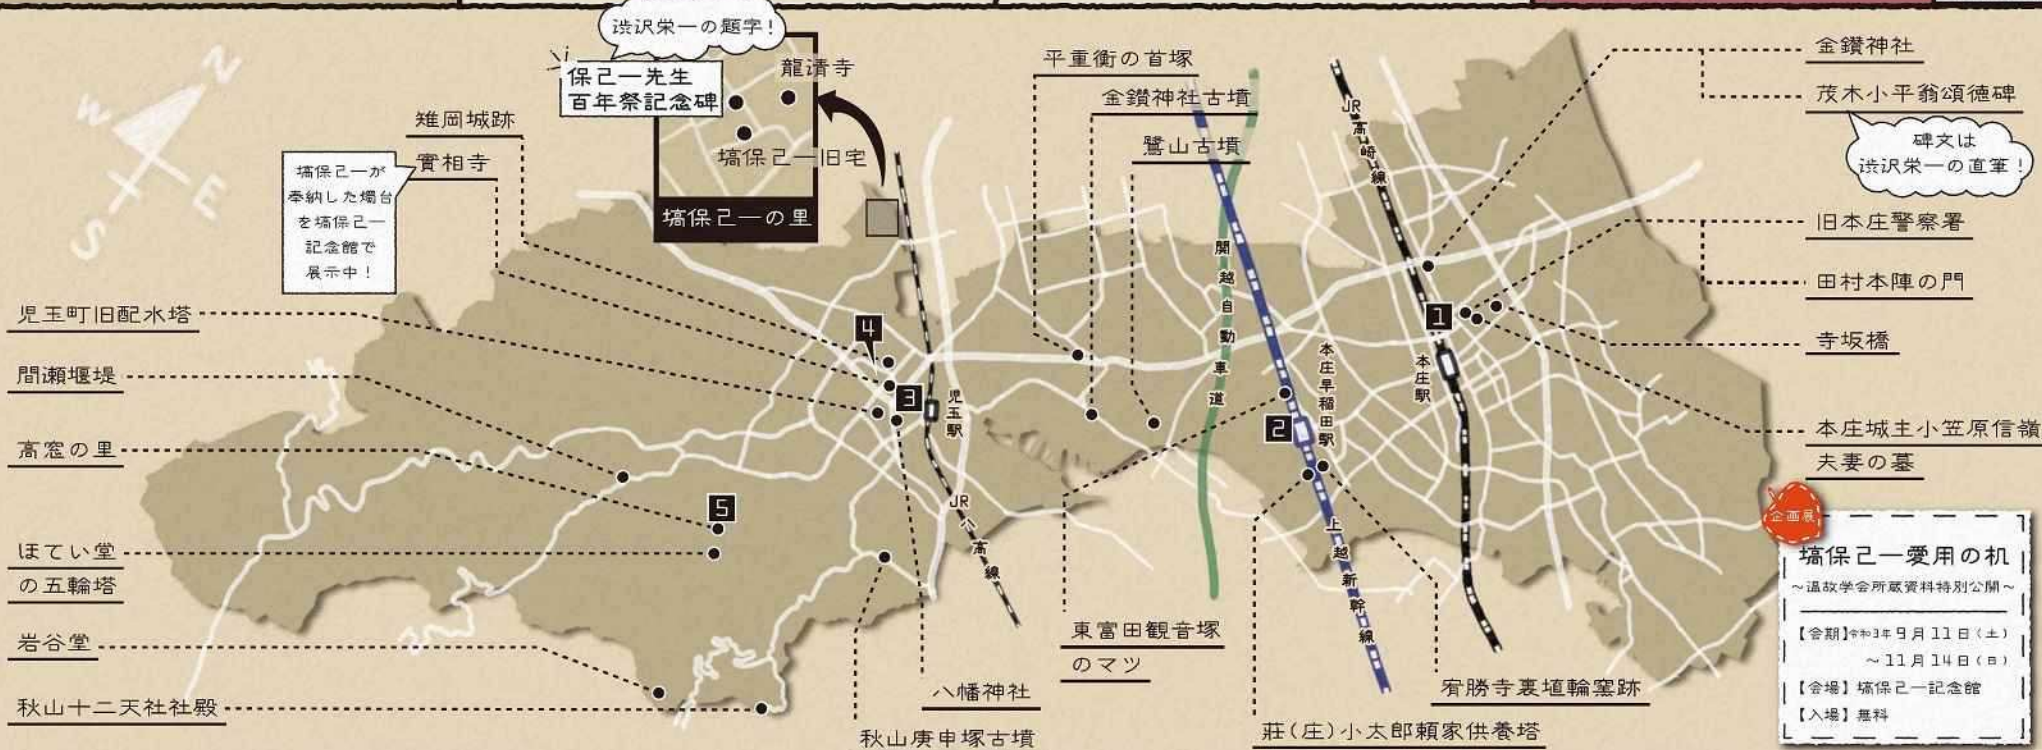 渋沢栄一の題字！
保己一先生
百年祭記念碑
龍清寺
塙保己一旧宅
塙保己一の里
N
W
E
S
雉岡城跡
實相寺
塙保己一が
奉納した燭台
を塙保己一
記念館で
展示中！
児玉町旧配水塔
間瀬堰堤
高窓の里
ほてい堂
の五輪塔
岩谷堂
秋山十二天社社殿
平重衡の首塚
金鑚神社古墳
鷺山古墳
JR高崎線
関越自動車道
本庄早稲田駅
本庄駅
児玉駅
JR八高線
上越新幹線
1
2
3
4
5
八幡神社
秋山庚申塚古墳
東富田観音塚
のマツ
荘(庄)小太郎頼家供養塔
宥勝寺裏埴輪窯跡
金鑚神社
茂木小平翁頌徳碑
碑文は
渋沢栄一の直筆！
旧本庄警察署
田村本陣の門
寺坂橋
本庄城主小笠原信嶺
夫妻の墓
企画展
塙保己一愛用の机
～温故学会所蔵資料特別公開～
【会期】令和3年9月11日(土)
～11月14日(日)
【会場】塙保己一記念館
【入場】無料